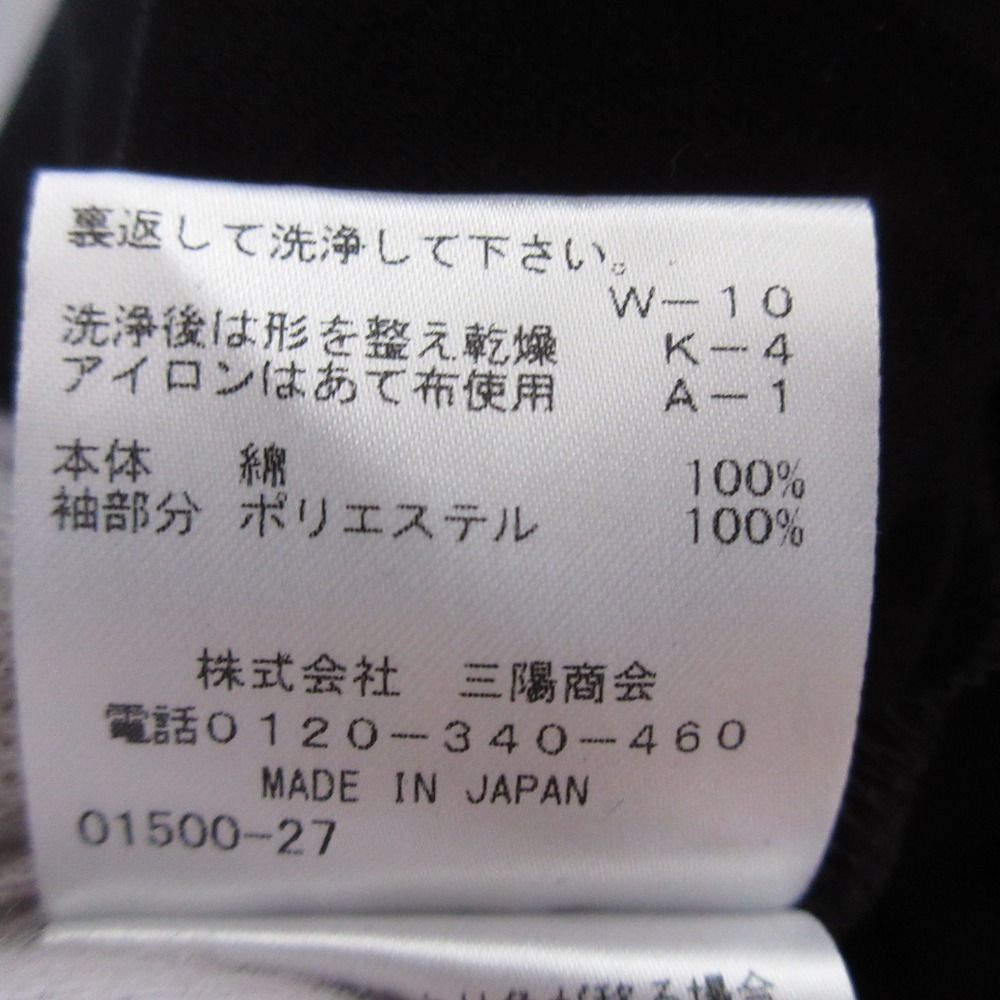 裏返して洗浄して下さい。
W－10
洗浄後は形を整え乾燥 K－4
アイロンはあて布使用 A－1
本体 綿 100%
袖部分 ポリエステル 100%
株式会社 三陽商会
電話0120－340－460
MADE IN JAPAN
01500-27
場合